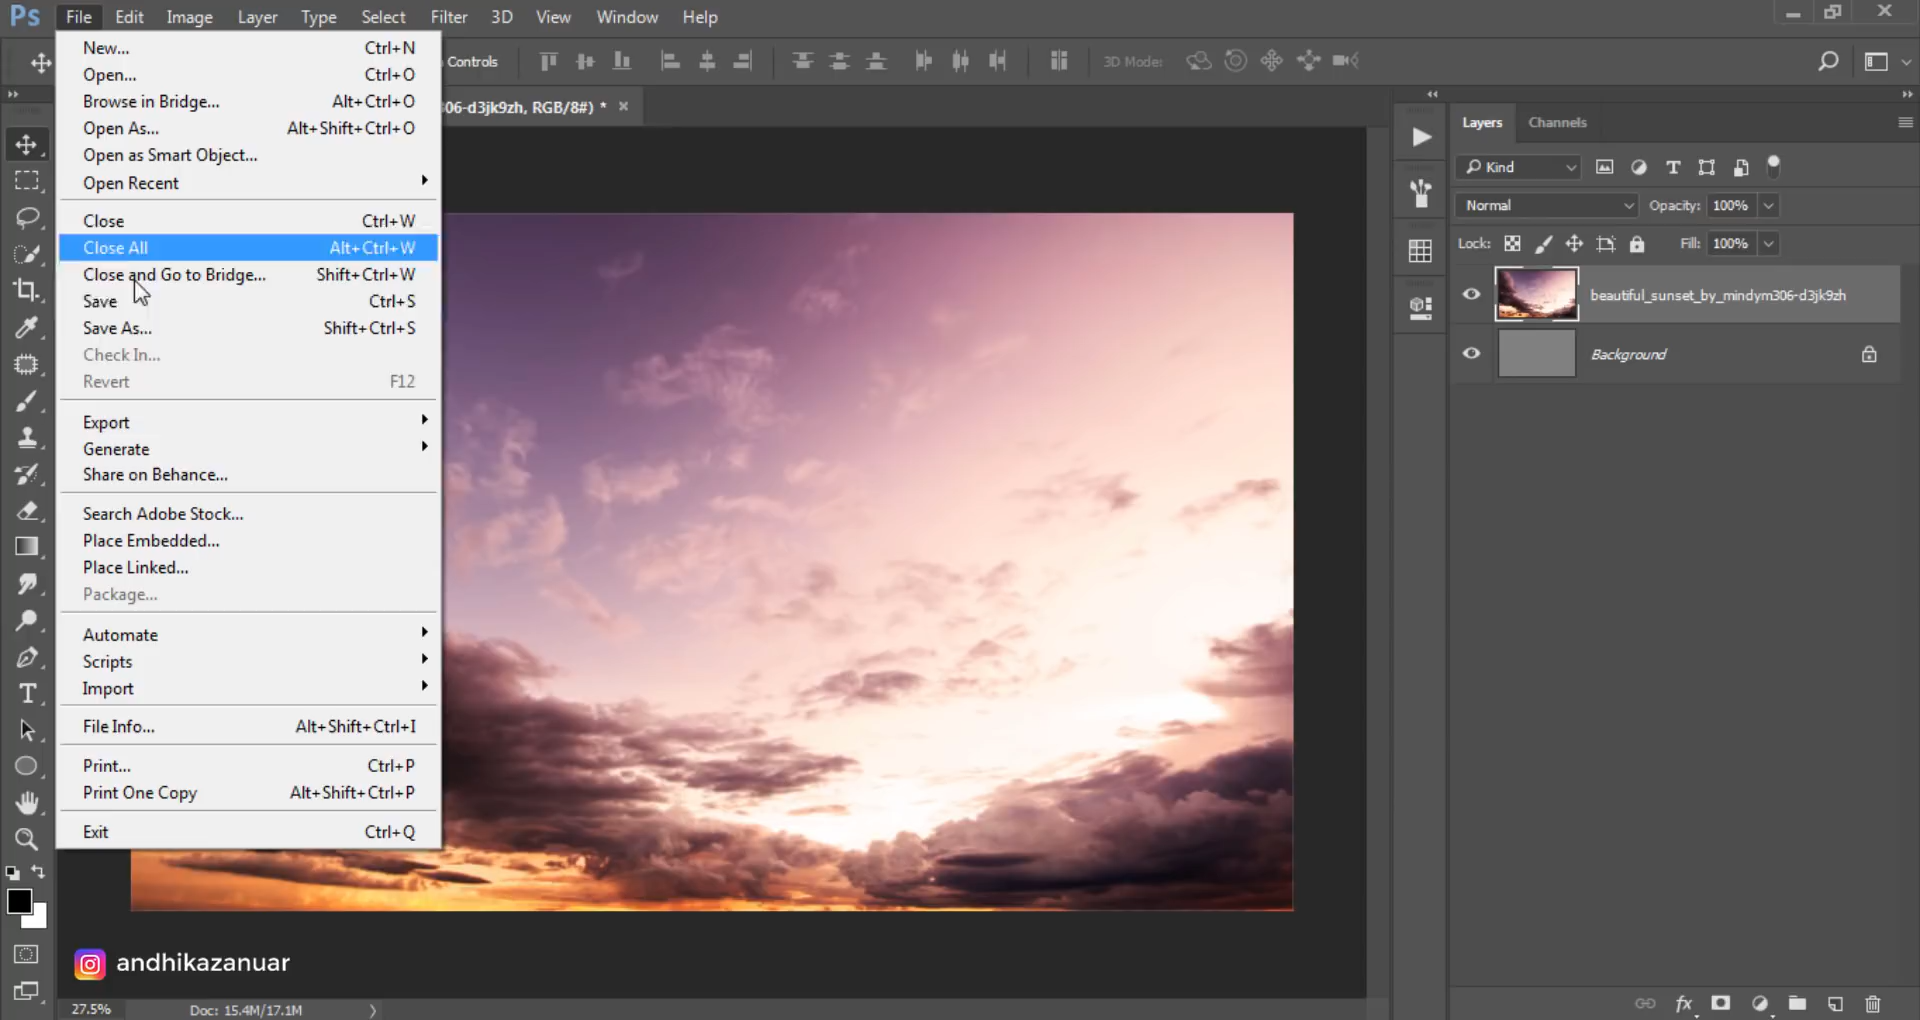 Ps File Edit Image Layer Type Select Filter 3D View Window Help
New... Ctrl+N
Open... Ctrl+O
Browse in Bridge... Alt+Ctrl+O
Open As... Alt+Shift+Ctrl+O
Open as Smart Object...
Open Recent
Close Ctrl+W
Close All Alt+Ctrl+W
Close and Go to Bridge... Shift+Ctrl+W
Save Ctrl+S
Save As... Shift+Ctrl+S
Check In...
Revert F12
Export
Generate
Share on Behance...
Search Adobe Stock...
Place Embedded...
Place Linked...
Package...
Automate
Scripts
Import
File Info... Alt+Shift+Ctrl+I
Print... Ctrl+P
Print One Copy Alt+Shift+Ctrl+P
Exit Ctrl+Q
Controls
3D Mode:
06-d3jk9zh, RGB/8#) * ×
Layers Channels
Kind
Normal Opacity: 100%
Lock: Fill: 100%
beautiful_sunset_by_mindym306-d3jk9zh
Background
fx
andhikazanuar
27.5% Doc: 15.4M/17.1M